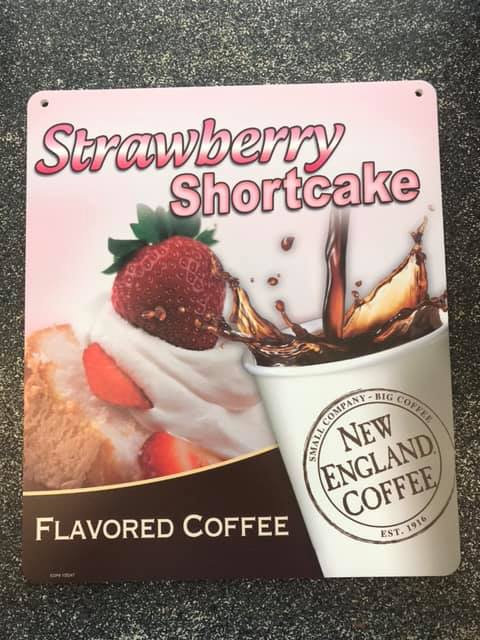 Strawberry
Shortcake
SMALL COMPANY - BIG COFFEE
NEW
ENGLAND
COFFEE
EST. 1916
FLAVORED COFFEE